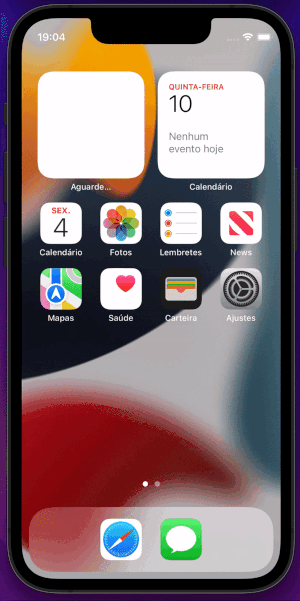 19:04
QUINTA-FEIRA
10
Nenhum
evento hoje
Aguarde...
Calendário
SEX.
4
Calendário
Fotos
Lembretes
News
Mapas
Saúde
Carteira
Ajustes